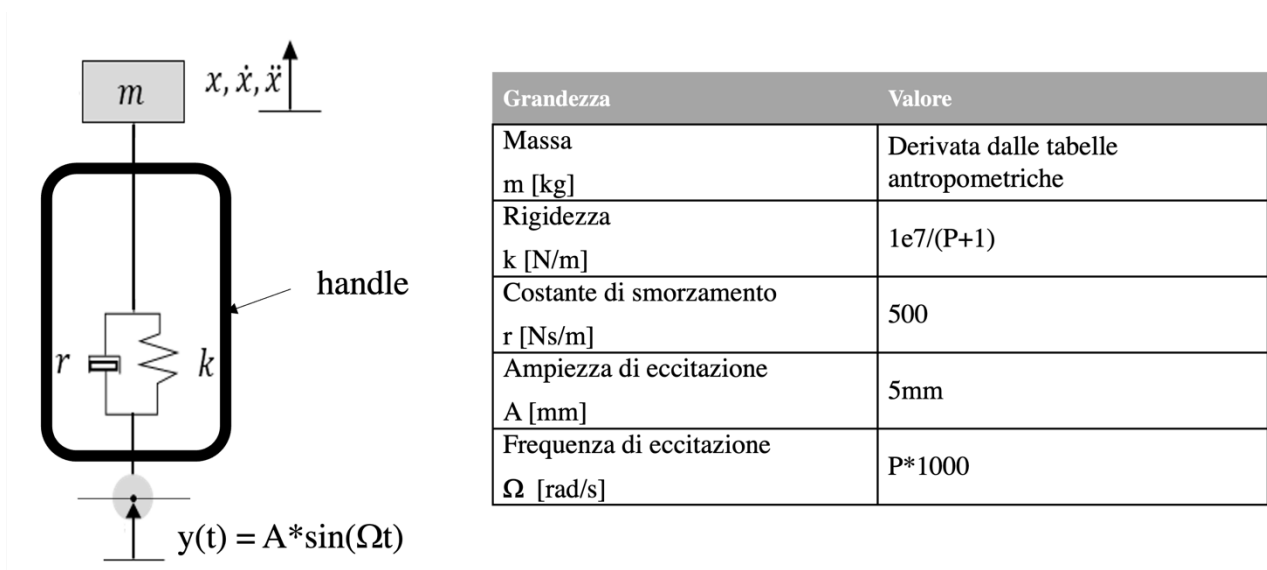 m
x, ẋ, ẍ
handle
r
k
y(t) = A*sin(Ωt)
Grandezza Valore
Massa
m [kg]
Derivata dalle tabelle
antropometriche
Rigidezza
k [N/m]
1e7/(P+1)
Costante di smorzamento
r [Ns/m]
500
Ampiezza di eccitazione
A [mm]
5mm
Frequenza di eccitazione
Ω [rad/s]
P*1000